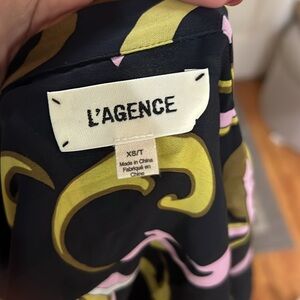 L'AGENCE
XS/T
Made in China
Fabriqué en
Chine